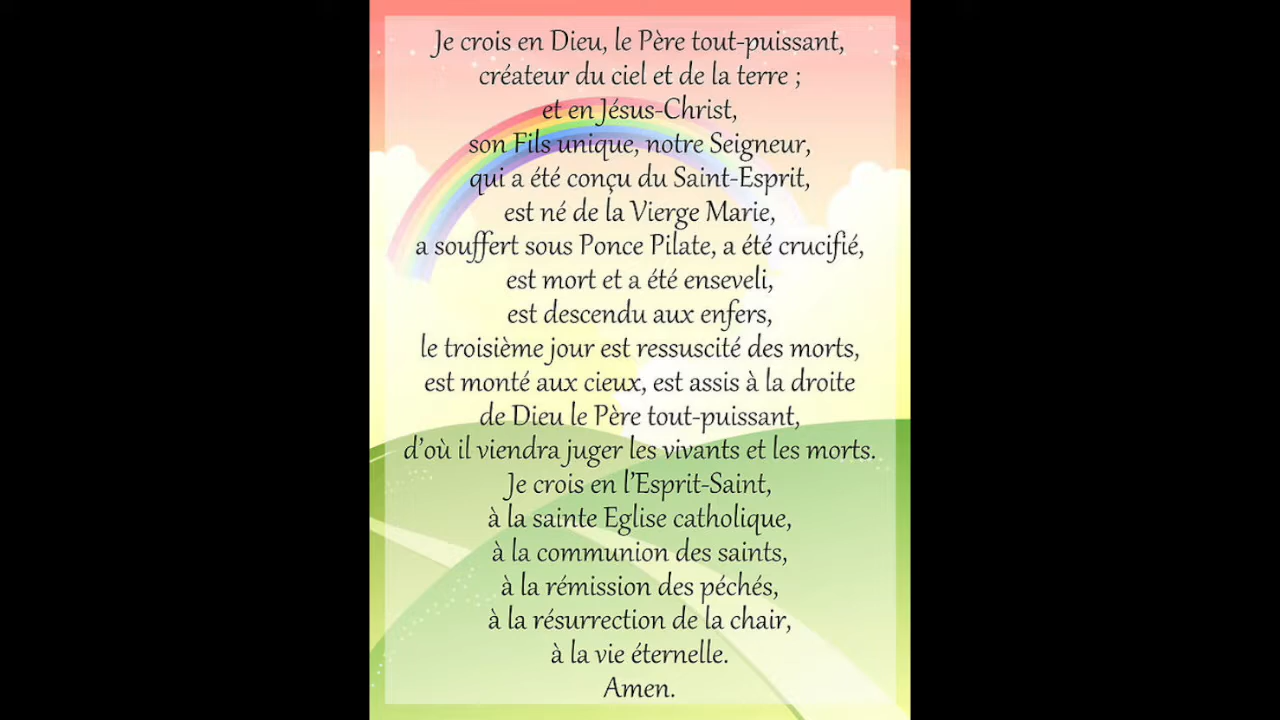 Je crois en Dieu, le Père tout-puissant,
créateur du ciel et de la terre ;
et en Jésus-Christ,
son Fils unique, notre Seigneur,
qui a été conçu du Saint-Esprit,
est né de la Vierge Marie,
a souffert sous Ponce Pilate, a été crucifié,
est mort et a été enseveli,
est descendu aux enfers,
le troisième jour est ressuscité des morts,
est monté aux cieux, est assis à la droite
de Dieu le Père tout-puissant,
d’où il viendra juger les vivants et les morts.
Je crois en l’Esprit-Saint,
à la sainte Eglise catholique,
à la communion des saints,
à la rémission des péchés,
à la résurrection de la chair,
à la vie éternelle.
Amen.